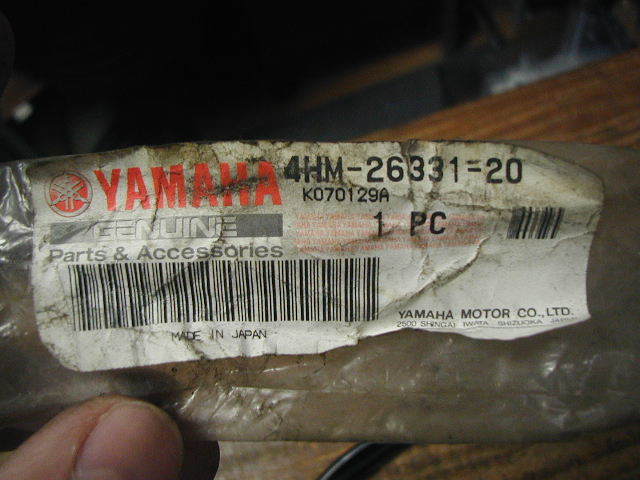 YAMAHA 4HM-26331=20
K070129A
GENUINE 1 PC
Parts & Accessories
MADE IN JAPAN
YAMAHA MOTOR CO.,LTD.
2500 SHINGAI IWATA SHIZUOKA JAPAN